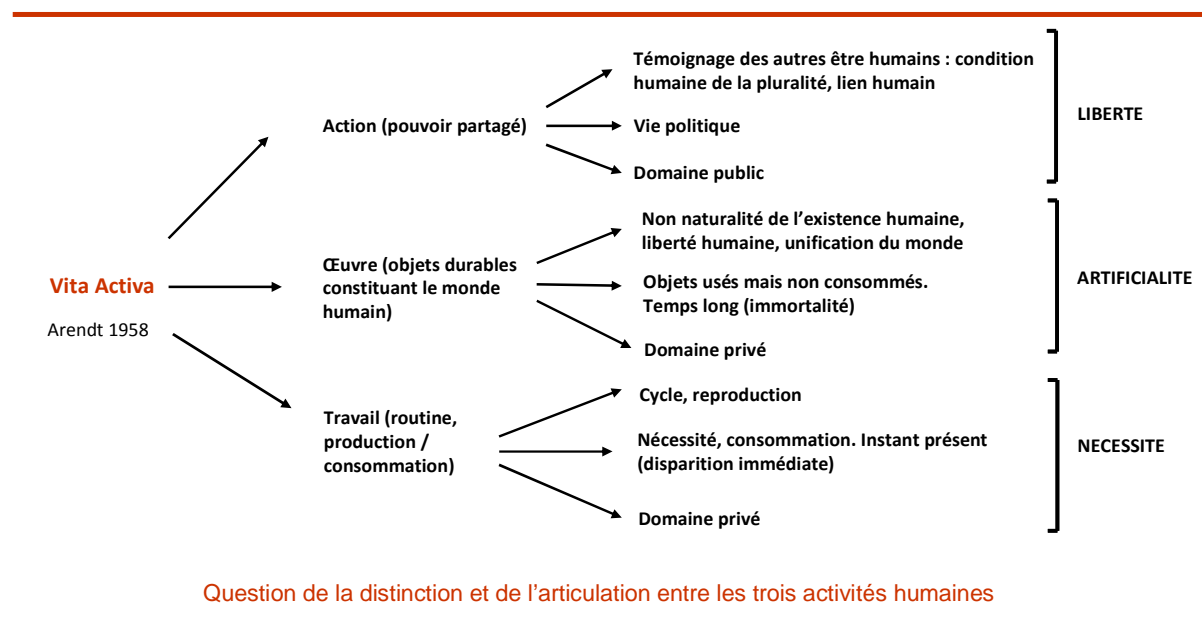 Témoignage des autres être humains : condition
humaine de la pluralité, lien humain
LIBERTE
Action (pouvoir partagé)
Vie politique
Domaine public
Non naturalité de l’existence humaine,
liberté humaine, unification du monde
Vita Activa
Œuvre (objets durables
constituant le monde
humain)
Objets usés mais non consommés.
Temps long (immortalité)
ARTIFICIALITE
Arendt 1958
Domaine privé
Cycle, reproduction
Travail (routine,
production /
consommation)
Nécessité, consommation. Instant présent
(disparition immédiate)
NECESSITE
Domaine privé
Question de la distinction et de l’articulation entre les trois activités humaines